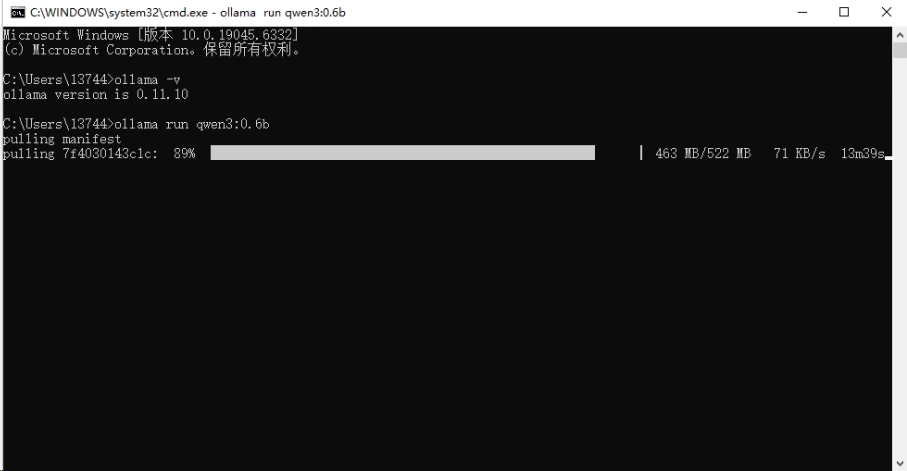 C:\WINDOWS\system32\cmd.exe - ollama  run qwen3:0.6b
Microsoft Windows [版本 10.0.19045.6332]
(c) Microsoft Corporation。保留所有权利。
C:\Users\13744>ollama -v
ollama version is 0.11.10
C:\Users\13744>ollama run qwen3:0.6b
pulling manifest
pulling 7f4030143c1c:  89%  463 MB/522 MB   71 KB/s  13m39s